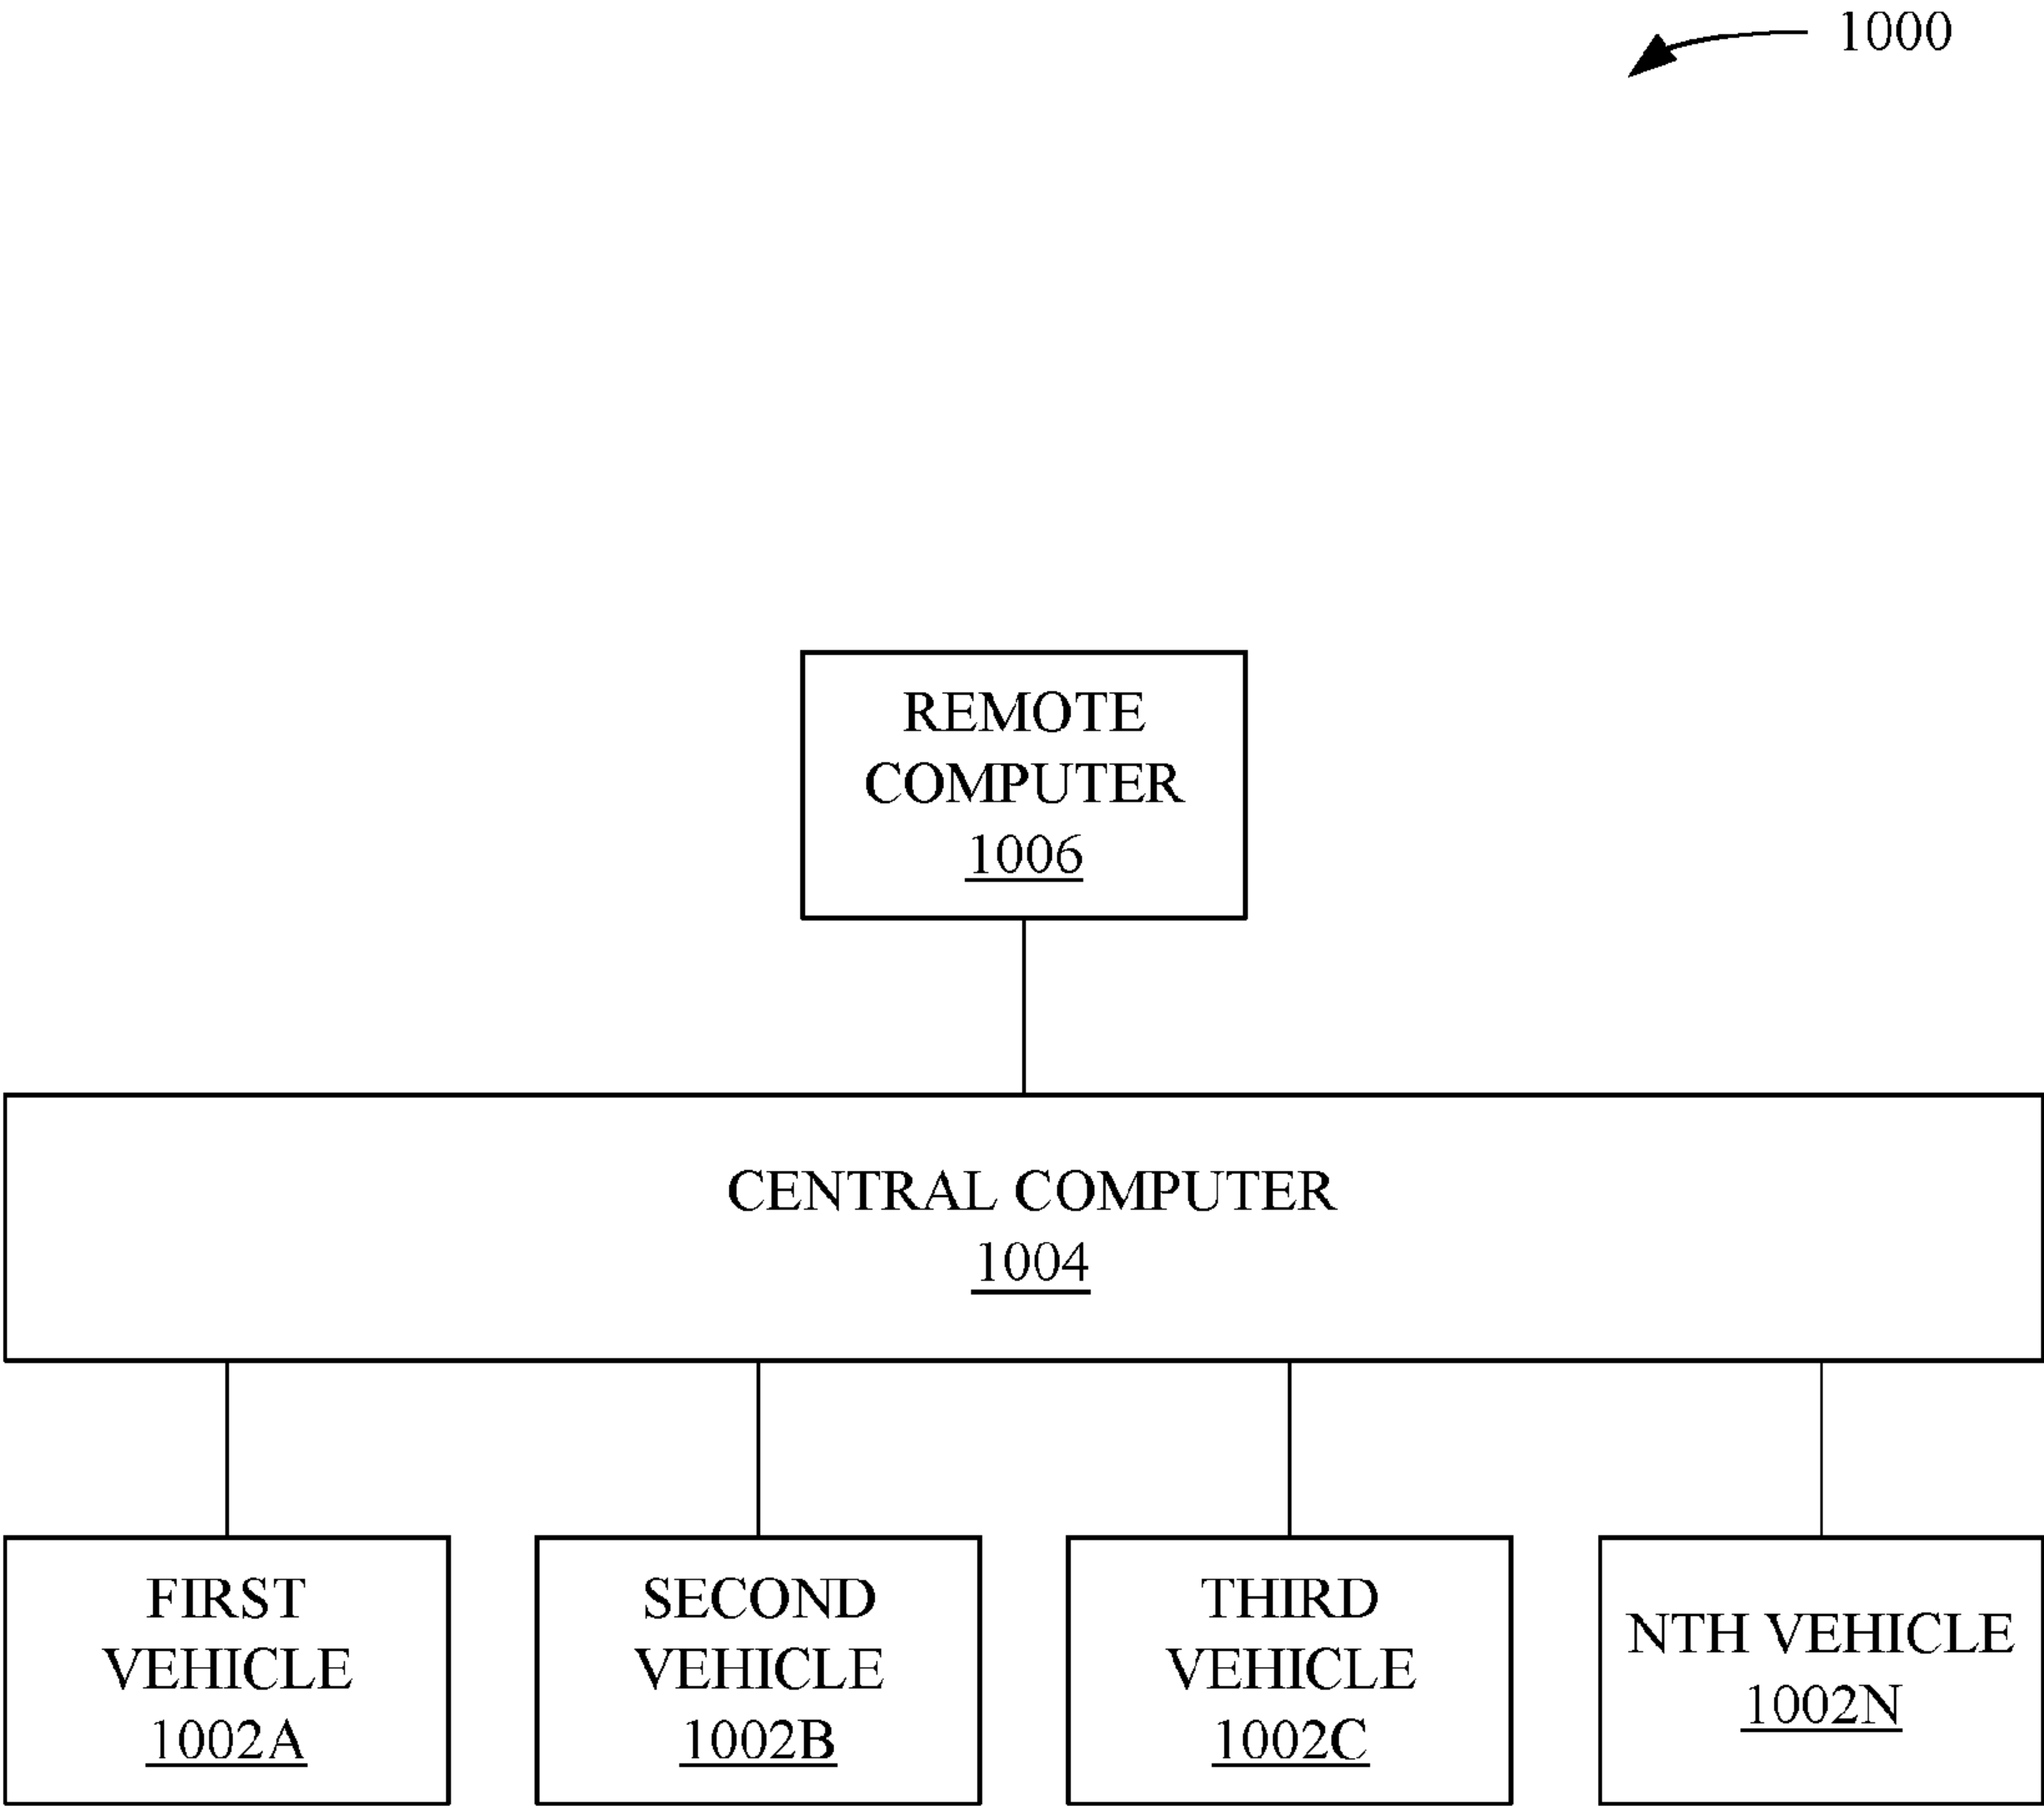 1000
REMOTE
COMPUTER
1006
CENTRAL COMPUTER
1004
FIRST
VEHICLE
1002A
SECOND
VEHICLE
1002B
THIRD
VEHICLE
1002C
NTH VEHICLE
1002N